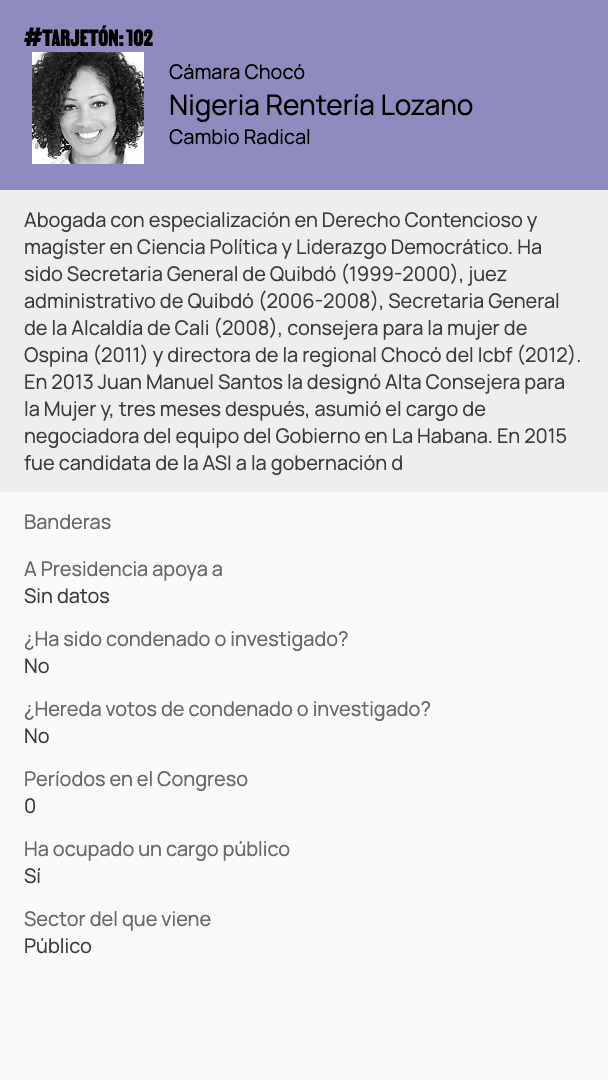 #TARJETÓN: 102
Cámara Chocó
Nigeria Rentería Lozano
Cambio Radical
Abogada con especialización en Derecho Contencioso y
magíster en Ciencia Política y Liderazgo Democrático. Ha
sido Secretaria General de Quibdó (1999-2000), juez
administrativo de Quibdó (2006-2008), Secretaria General
de la Alcaldía de Cali (2008), consejera para la mujer de
Ospina (2011) y directora de la regional Chocó del Icbf (2012).
En 2013 Juan Manuel Santos la designó Alta Consejera para
la Mujer y, tres meses después, asumió el cargo de
negociadora del equipo del Gobierno en La Habana. En 2015
fue candidata de la ASI a la gobernación d
Banderas
A Presidencia apoya a
Sin datos
¿Ha sido condenado o investigado?
No
¿Hereda votos de condenado o investigado?
No
Períodos en el Congreso
0
Ha ocupado un cargo público
Sí
Sector del que viene
Público